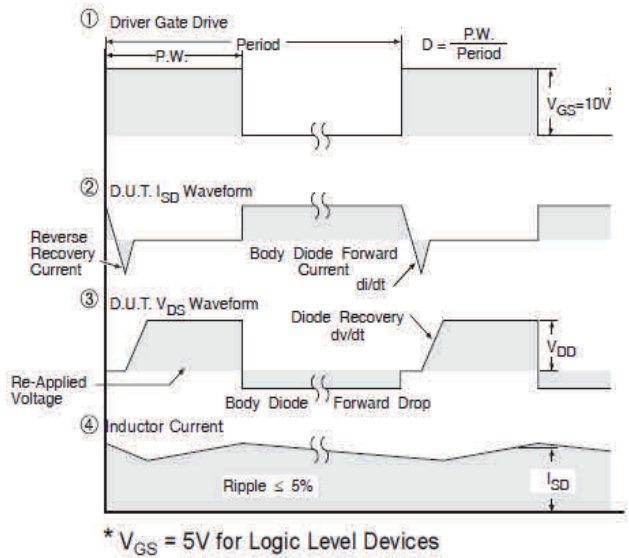 ① Driver Gate Drive
P.W.
Period
D = P.W.
Period
V_GS=10V*
② D.U.T. I_SD Waveform
Reverse
Recovery
Current
Body Diode Forward
Current
di/dt
③ D.U.T. V_DS Waveform
Diode Recovery
dv/dt
V_DD
Re-Applied
Voltage
Body Diode Forward Drop
④ Inductor Current
Ripple ≤ 5%
I_SD
* V_GS = 5V for Logic Level Devices